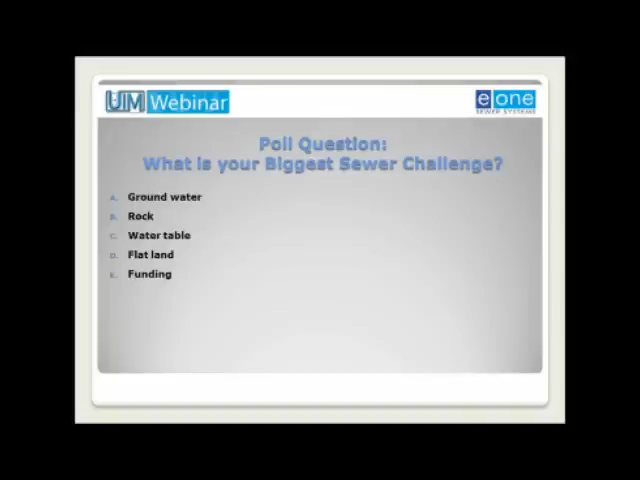 UIM Webinar
e one
SEWER SYSTEMS
Poll Question:
What is your Biggest Sewer Challenge?
A. Ground water
B. Rock
C. Water table
D. Flat land
E. Funding